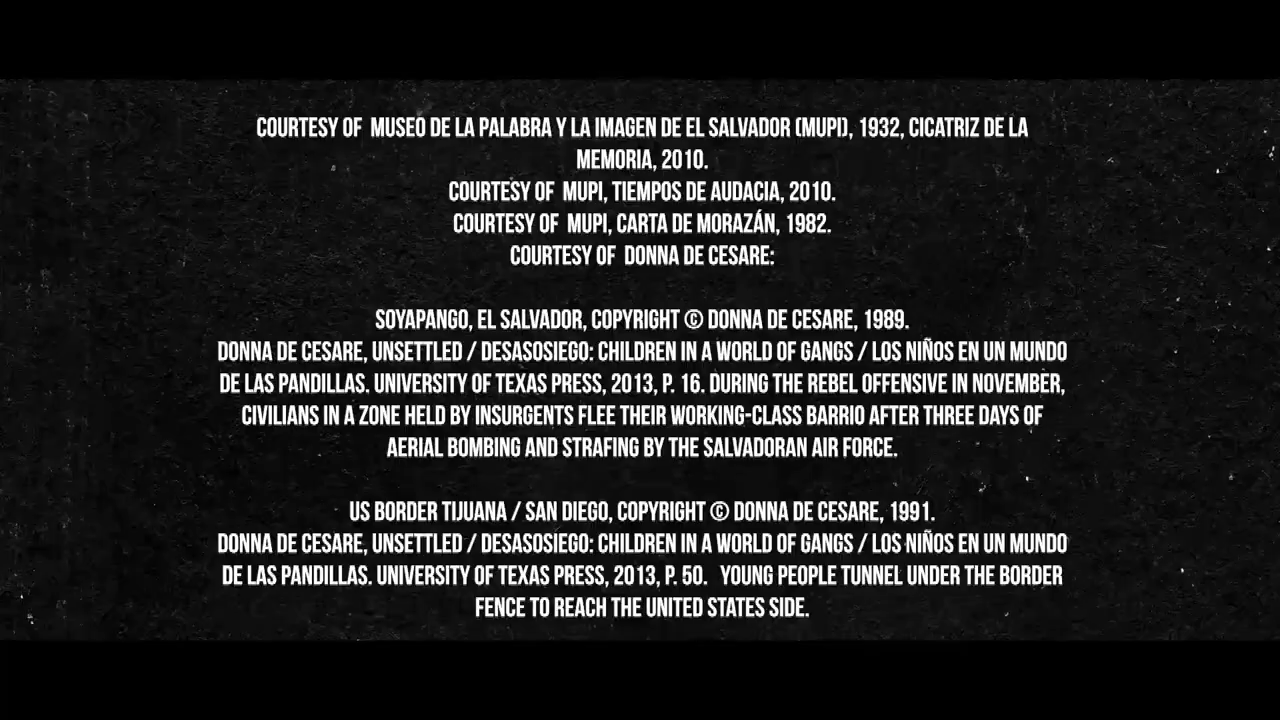 COURTESY OF MUSEO DE LA PALABRA Y LA IMAGEN DE EL SALVADOR (MUPI), 1932, CICATRIZ DE LA
MEMORIA, 2010.
COURTESY OF MUPI, TIEMPOS DE AUDACIA, 2010.
COURTESY OF MUPI, CARTA DE MORAZÁN, 1982.
COURTESY OF DONNA DE CESARE:
SOYAPANGO, EL SALVADOR, COPYRIGHT © DONNA DE CESARE, 1989.
DONNA DE CESARE, UNSETTLED / DESASOSIEGO: CHILDREN IN A WORLD OF GANGS / LOS NIÑOS EN UN MUNDO
DE LAS PANDILLAS. UNIVERSITY OF TEXAS PRESS, 2013, P. 16. DURING THE REBEL OFFENSIVE IN NOVEMBER,
CIVILIANS IN A ZONE HELD BY INSURGENTS FLEE THEIR WORKING-CLASS BARRIO AFTER THREE DAYS OF
AERIAL BOMBING AND STRAFING BY THE SALVADORAN AIR FORCE.
US BORDER TIJUANA / SAN DIEGO, COPYRIGHT © DONNA DE CESARE, 1991.
DONNA DE CESARE, UNSETTLED / DESASOSIEGO: CHILDREN IN A WORLD OF GANGS / LOS NIÑOS EN UN MUNDO
DE LAS PANDILLAS. UNIVERSITY OF TEXAS PRESS, 2013, P. 50. YOUNG PEOPLE TUNNEL UNDER THE BORDER
FENCE TO REACH THE UNITED STATES SIDE.